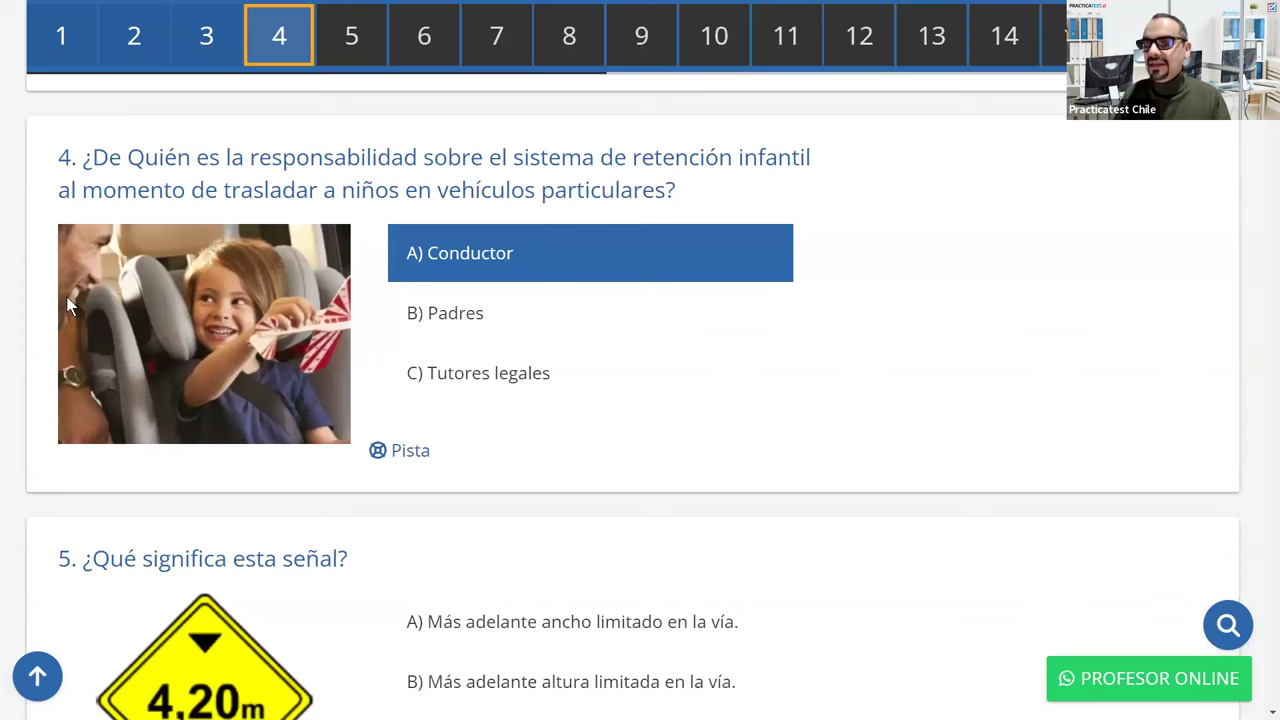 1 2 3 4 5 6 7 8 9 10 11 12 13 14
PRACTICATEST.cl
Practicatest Chile
4. ¿De Quién es la responsabilidad sobre el sistema de retención infantil
al momento de trasladar a niños en vehículos particulares?
A) Conductor
B) Padres
C) Tutores legales
Pista
5. ¿Qué significa esta señal?
4,20m
A) Más adelante ancho limitado en la vía.
B) Más adelante altura limitada en la vía.
PROFESOR ONLINE